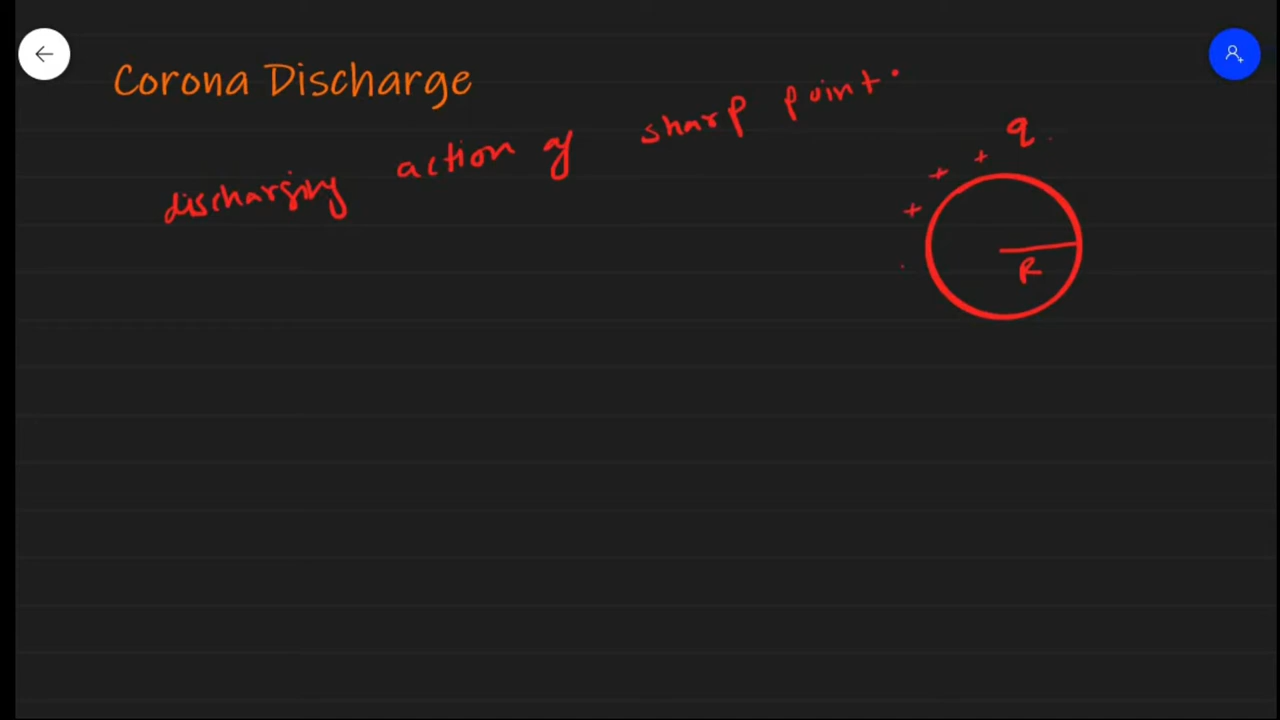 Corona Discharge
discharging action of sharp point.
q
+ + +
R